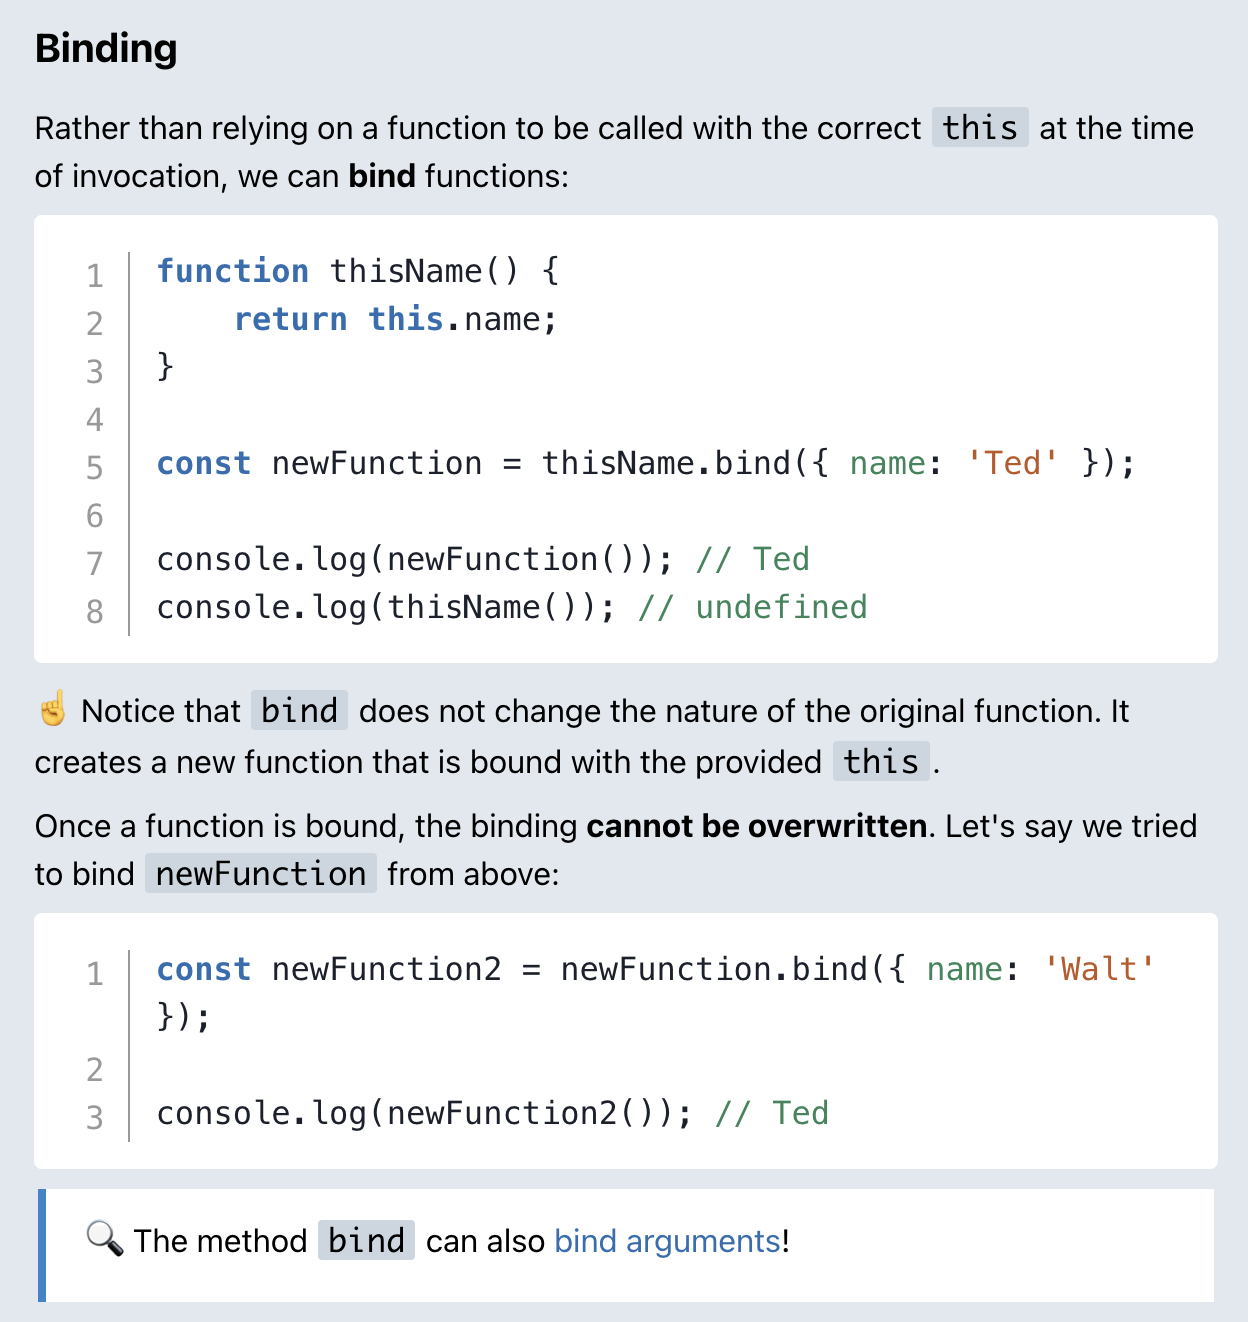 Binding
Rather than relying on a function to be called with the correct this at the time
of invocation, we can bind functions:
1 function thisName() {
2     return this.name;
3 }
4
5 const newFunction = thisName.bind({ name: 'Ted' });
6
7 console.log(newFunction()); // Ted
8 console.log(thisName()); // undefined
☝️ Notice that bind does not change the nature of the original function. It
creates a new function that is bound with the provided this.
Once a function is bound, the binding cannot be overwritten. Let's say we tried
to bind newFunction from above:
1 const newFunction2 = newFunction.bind({ name: 'Walt'
});
2
3 console.log(newFunction2()); // Ted
🔍 The method bind can also bind arguments!